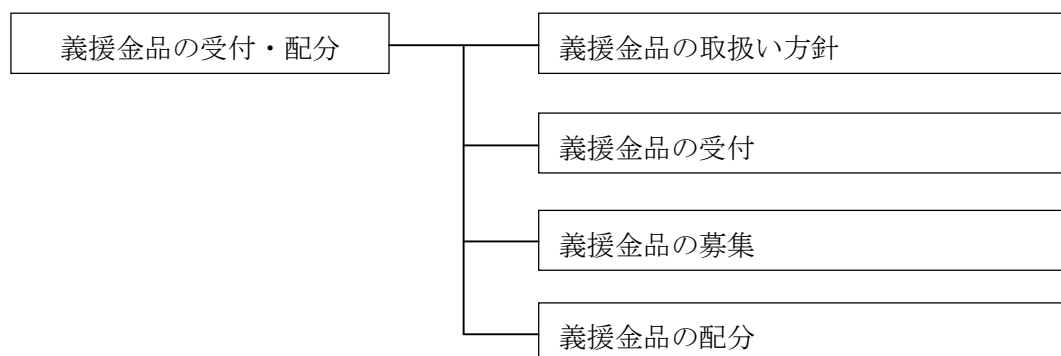 義援金品の受付・配分
義援金品の取扱い方針
義援金品の受付
義援金品の募集
義援金品の配分